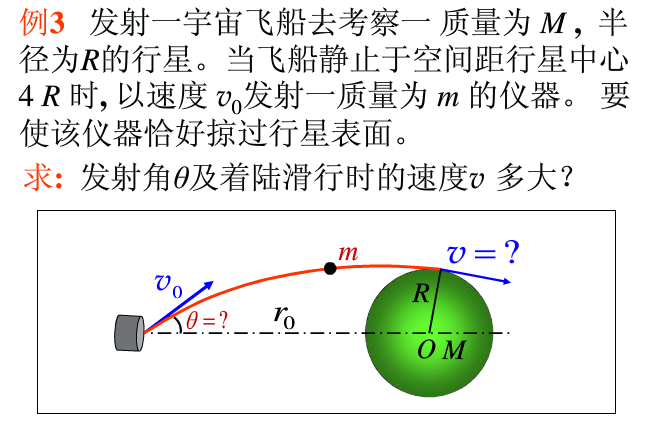 例3 发射一宇宙飞船去考察一 质量为 M，半
径为R的行星。当飞船静止于空间距行星中心
4 R 时, 以速度 v₀发射一质量为 m 的仪器。 要
使该仪器恰好掠过行星表面。
求: 发射角θ及着陆滑行时的速度v 多大?
v₀
m
v = ?
R
θ = ?
r₀
O M